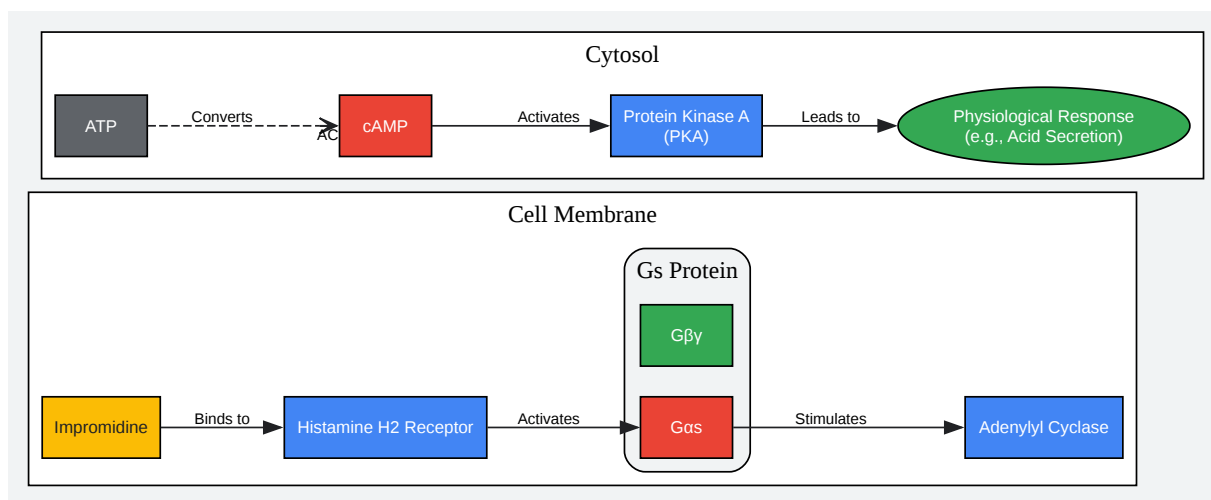 Cytosol
ATP
Converts
AC
cAMP
Activates
Protein Kinase A
(PKA)
Leads to
Physiological Response
(e.g., Acid Secretion)
Cell Membrane
Gs Protein
Gβγ
Impromidine
Binds to
Histamine H2 Receptor
Activates
Gαs
Stimulates
Adenylyl Cyclase